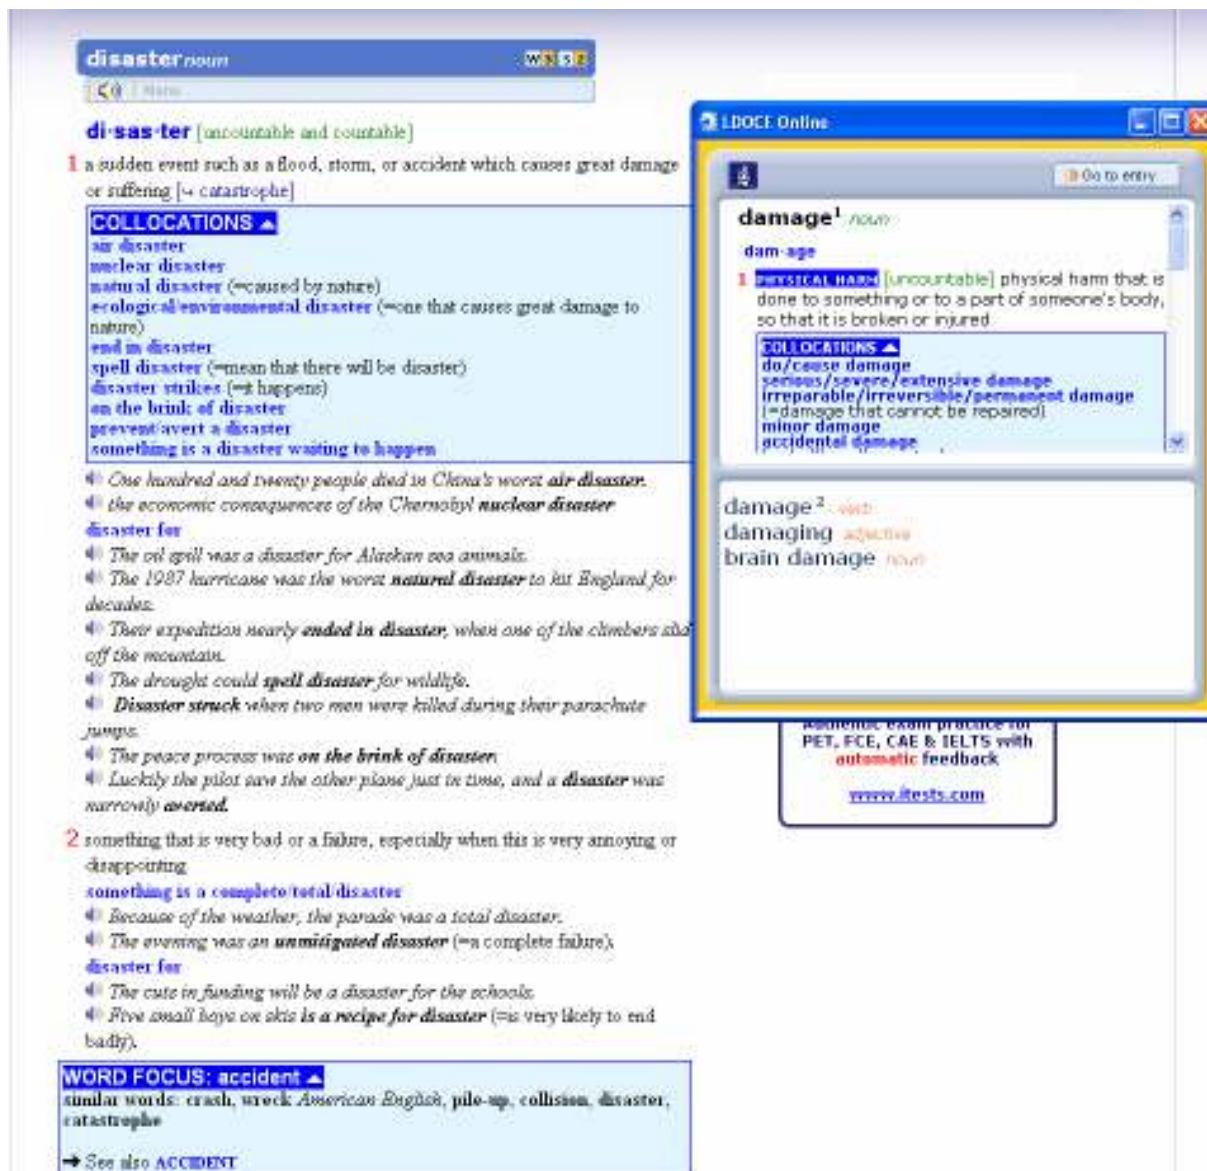 disaster noun
W S S 2
Menu
di·sas·ter [uncountable and countable]
1 a sudden event such as a flood, storm, or accident which causes great damage
or suffering [↪ catastrophe]
COLLOCATIONS ▲
air disaster
nuclear disaster
natural disaster (=caused by nature)
ecological/environmental disaster (=one that causes great damage to
nature)
end in disaster
spell disaster (=mean that there will be disaster)
disaster strikes (=it happens)
on the brink of disaster
prevent/avert a disaster
something is a disaster waiting to happen
One hundred and twenty people died in China's worst air disaster.
the economic consequences of the Chernobyl nuclear disaster
disaster for
The oil spill was a disaster for Alaskan sea animals.
The 1987 hurricane was the worst natural disaster to hit England for
decades.
Their expedition nearly ended in disaster, when one of the climbers slid
off the mountain.
The drought could spell disaster for wildlife.
Disaster struck when two men were killed during their parachute
jumps.
The peace process was on the brink of disaster.
Luckily the pilot saw the other plane just in time, and a disaster was
narrowly averted.
2 something that is very bad or a failure, especially when this is very annoying or
disappointing
something is a complete/total/disaster
Because of the weather, the parade was a total disaster.
The evening was an unmitigated disaster (=a complete failure).
disaster for
The cuts in funding will be a disaster for the schools.
Five small boys on skis is a recipe for disaster (=is very likely to end
badly).
WORD FOCUS: accident ▲
similar words: crash, wreck American English, pile-up, collision, disaster,
catastrophe
➔ See also ACCIDENT
LDOCE Online
Go to entry
damage¹ noun
dam·age
1 PHYSICAL HARM [uncountable] physical harm that is
done to something or to a part of someone's body,
so that it is broken or injured
COLLOCATIONS ▲
do/cause damage
serious/severe/extensive damage
irreparable/irreversible/permanent damage
(=damage that cannot be repaired)
minor damage
accidental damage
damage² verb
damaging adjective
brain damage noun
Authentic exam practice for
PET, FCE, CAE & IELTS with
automatic feedback
www.itests.com